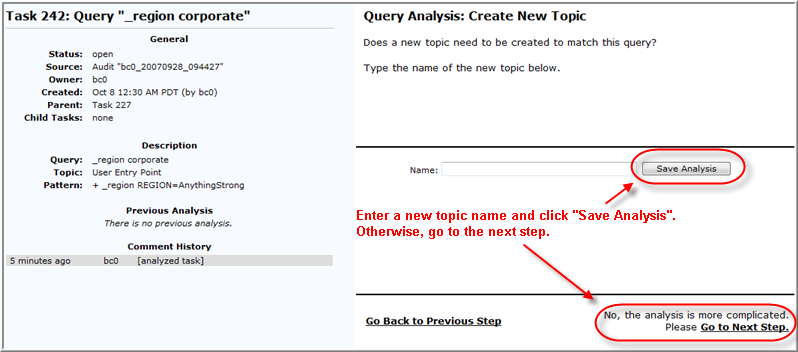 Task 242: Query "_region corporate"
General
Status: open
Source: Audit "bc0_20070928_094427"
Owner: bc0
Created: Oct 8 12:30 AM PDT (by bc0)
Parent: Task 227
Child Tasks: none
Description
Query: _region corporate
Topic: User Entry Point
Pattern: + _region REGION=AnythingStrong
Previous Analysis
There is no previous analysis.
Comment History
5 minutes ago bc0 [analyzed task]
Query Analysis: Create New Topic
Does a new topic need to be created to match this query?
Type the name of the new topic below.
Name: Save Analysis
Enter a new topic name and click "Save Analysis".
Otherwise, go to the next step.
Go Back to Previous Step
No, the analysis is more complicated.
Please Go to Next Step.